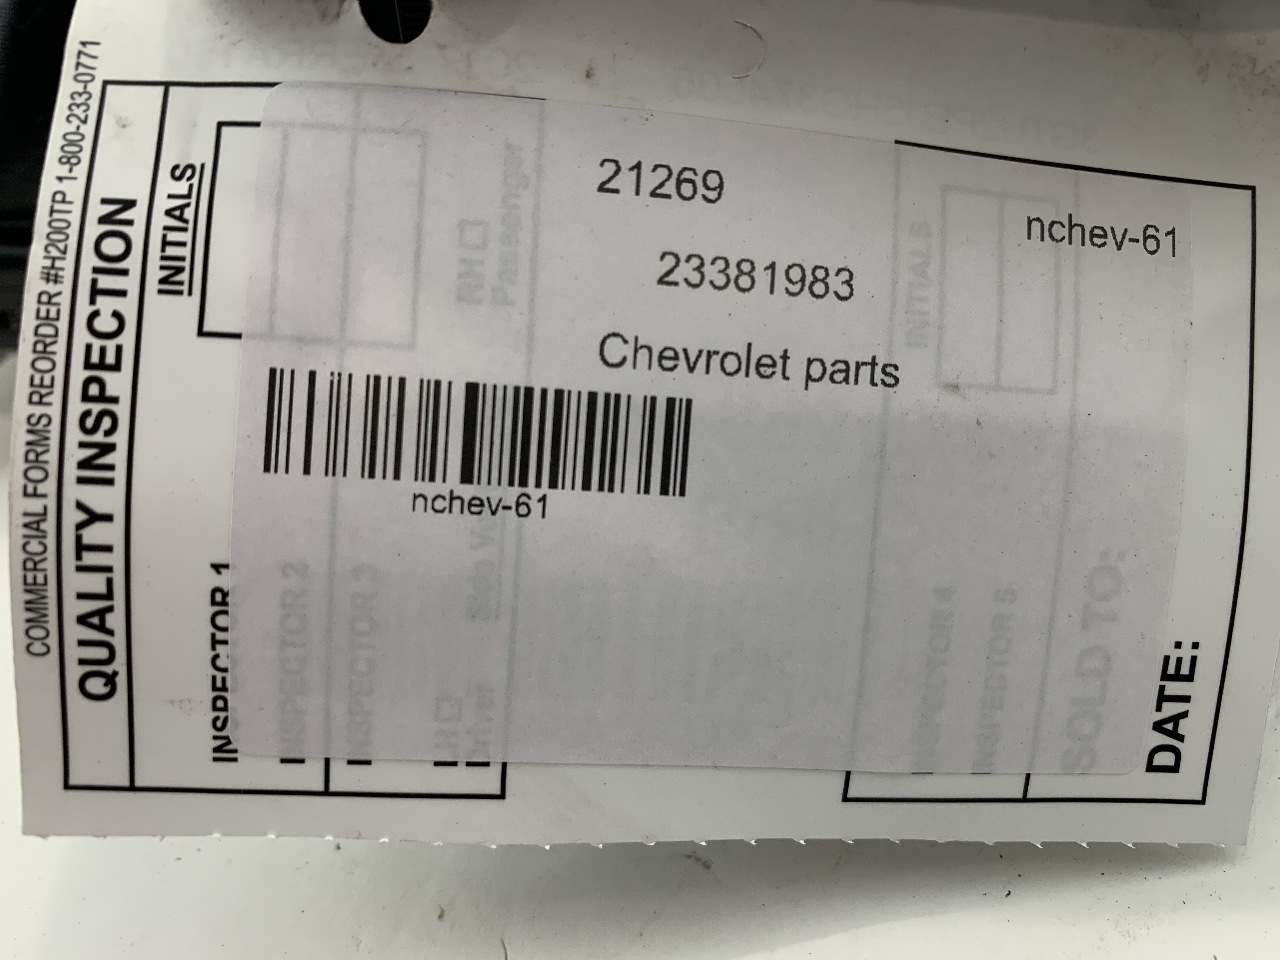 COMMERCIAL FORMS REORDER #H200TP 1-800-233-0771
QUALITY INSPECTION
INITIALS
INSPECTOR 1
INSPECTOR 2
INSPECTOR 3
LH
Driver
RH
Passenger
21269
23381983
nchev-61
Chevrolet parts
nchev-61
INITIALS
INSPECTOR 4
INSPECTOR 5
SOLD TO:
DATE: